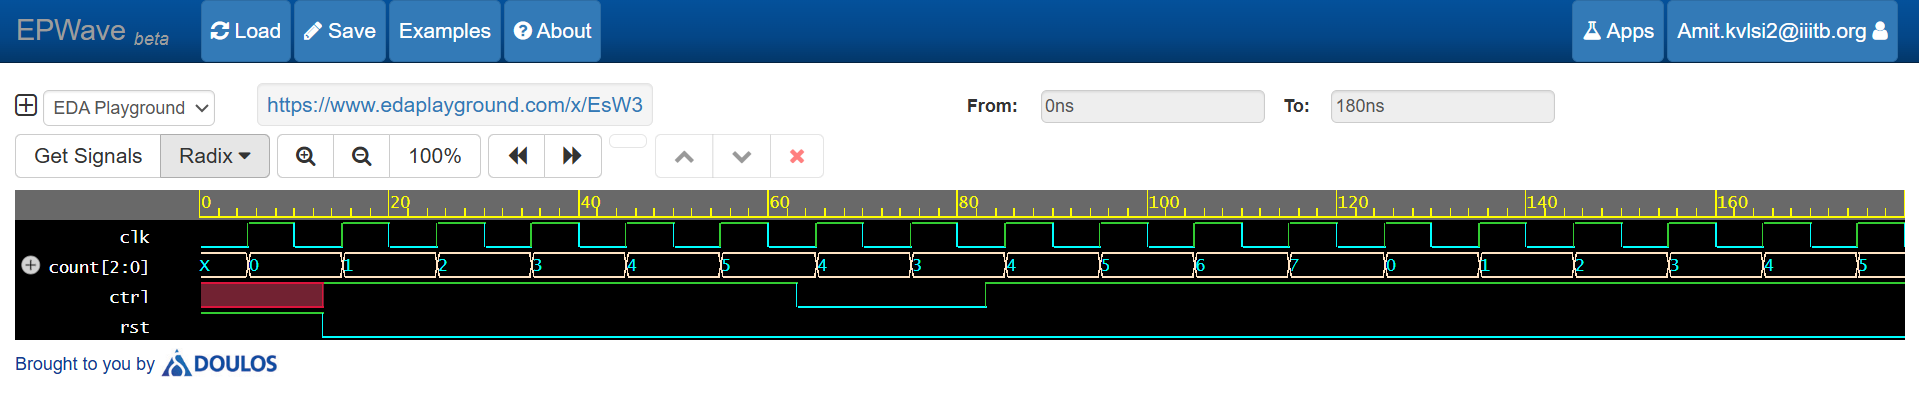 EPWave beta Load Save Examples About Apps Amit.kvlsi2@iiitb.org
EDA Playground https://www.edaplayground.com/x/EsW3 From: 0ns To: 180ns
Get Signals Radix 100%
0 20 40 60 80 100 120 140 160
clk
count[2:0] X 0 1 2 3 4 5 4 3 4 5 6 7 0 1 2 3 4 5
ctrl
rst
Brought to you by DOULOS